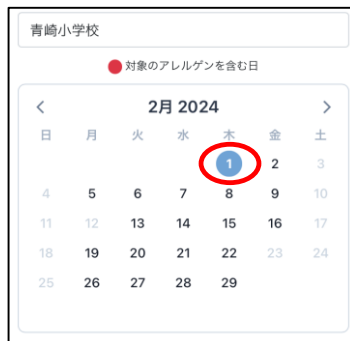 青崎小学校
対象のアレルゲンを含む日
2月 2024
日 月 火 水 木 金 土
1 2 3
4 5 6 7 8 9 10
11 12 13 14 15 16 17
18 19 20 21 22 23 24
25 26 27 28 29